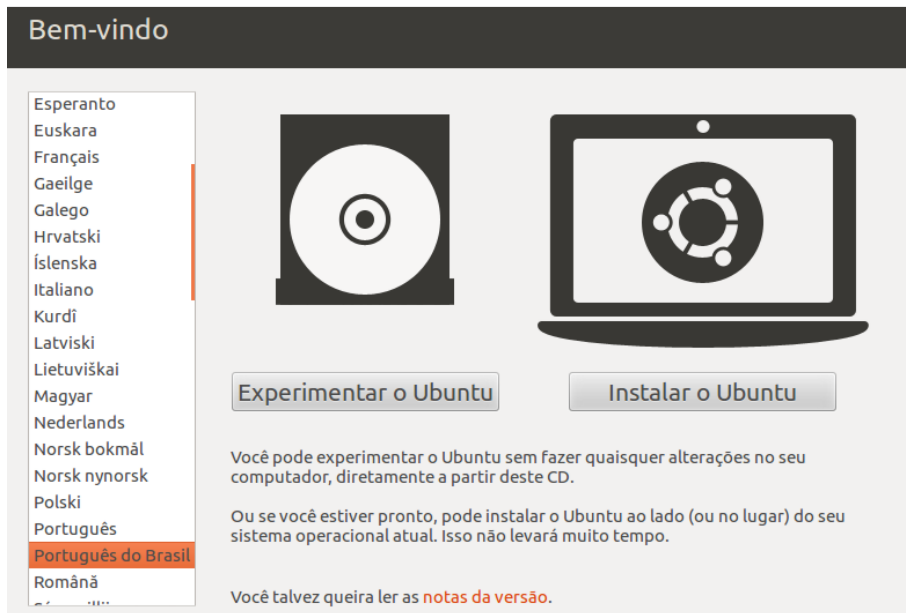 Bem-vindo
Esperanto
Euskara
Français
Gaeilge
Galego
Hrvatski
Íslenska
Italiano
Kurdî
Latviski
Lietuviškai
Magyar
Nederlands
Norsk bokmål
Norsk nynorsk
Polski
Português
Português do Brasil
Română
Experimentar o Ubuntu
Instalar o Ubuntu
Você pode experimentar o Ubuntu sem fazer quaisquer alterações no seu
computador, diretamente a partir deste CD.
Ou se você estiver pronto, pode instalar o Ubuntu ao lado (ou no lugar) do seu
sistema operacional atual. Isso não levará muito tempo.
Você talvez queira ler as notas da versão.